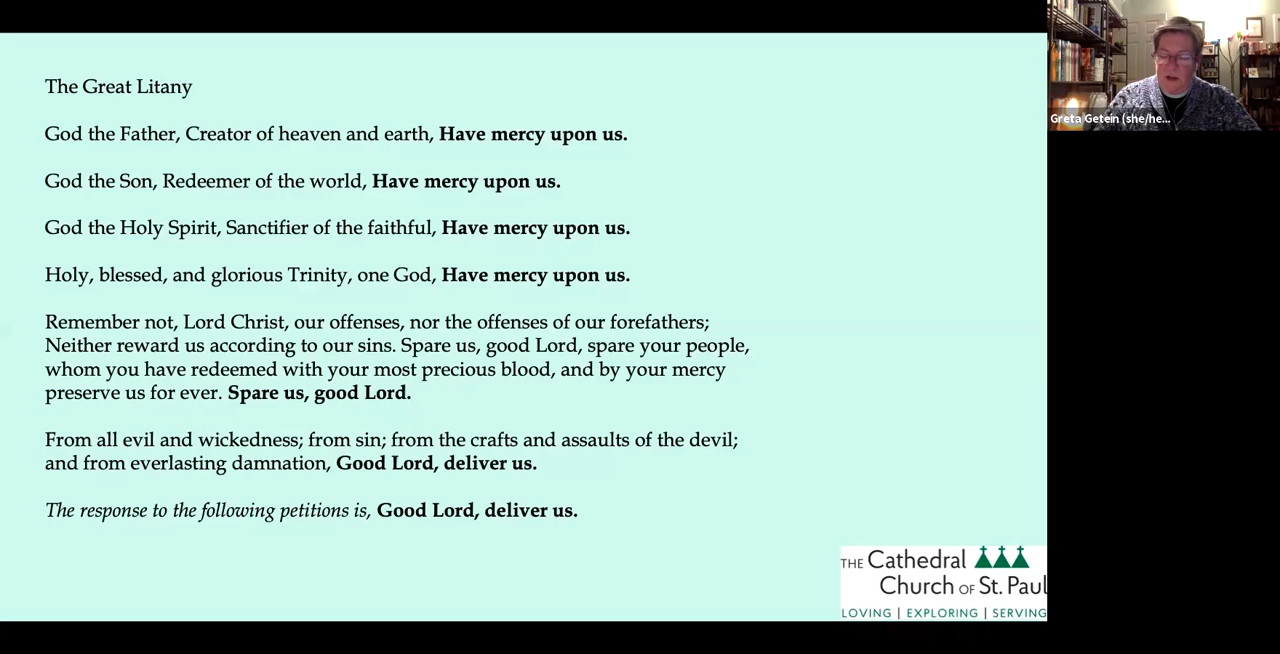 The Great Litany
God the Father, Creator of heaven and earth, Have mercy upon us.
God the Son, Redeemer of the world, Have mercy upon us.
God the Holy Spirit, Sanctifier of the faithful, Have mercy upon us.
Holy, blessed, and glorious Trinity, one God, Have mercy upon us.
Remember not, Lord Christ, our offenses, nor the offenses of our forefathers;
Neither reward us according to our sins. Spare us, good Lord, spare your people,
whom you have redeemed with your most precious blood, and by your mercy
preserve us for ever. Spare us, good Lord.
From all evil and wickedness; from sin; from the crafts and assaults of the devil;
and from everlasting damnation, Good Lord, deliver us.
The response to the following petitions is, Good Lord, deliver us.
THE Cathedral
Church OF St. Paul
LOVING | EXPLORING | SERVING
Greta Getein (she/he...